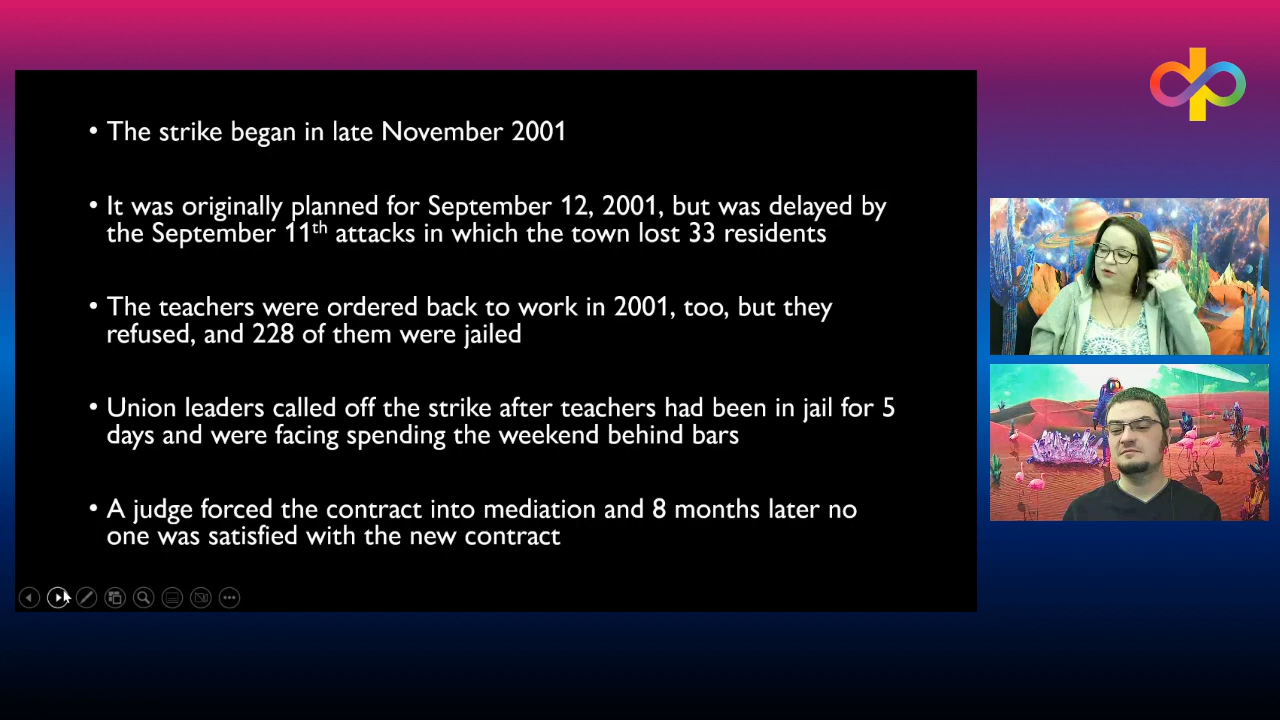 • The strike began in late November 2001
• It was originally planned for September 12, 2001, but was delayed by
the September 11th attacks in which the town lost 33 residents
• The teachers were ordered back to work in 2001, too, but they
refused, and 228 of them were jailed
• Union leaders called off the strike after teachers had been in jail for 5
days and were facing spending the weekend behind bars
• A judge forced the contract into mediation and 8 months later no
one was satisfied with the new contract